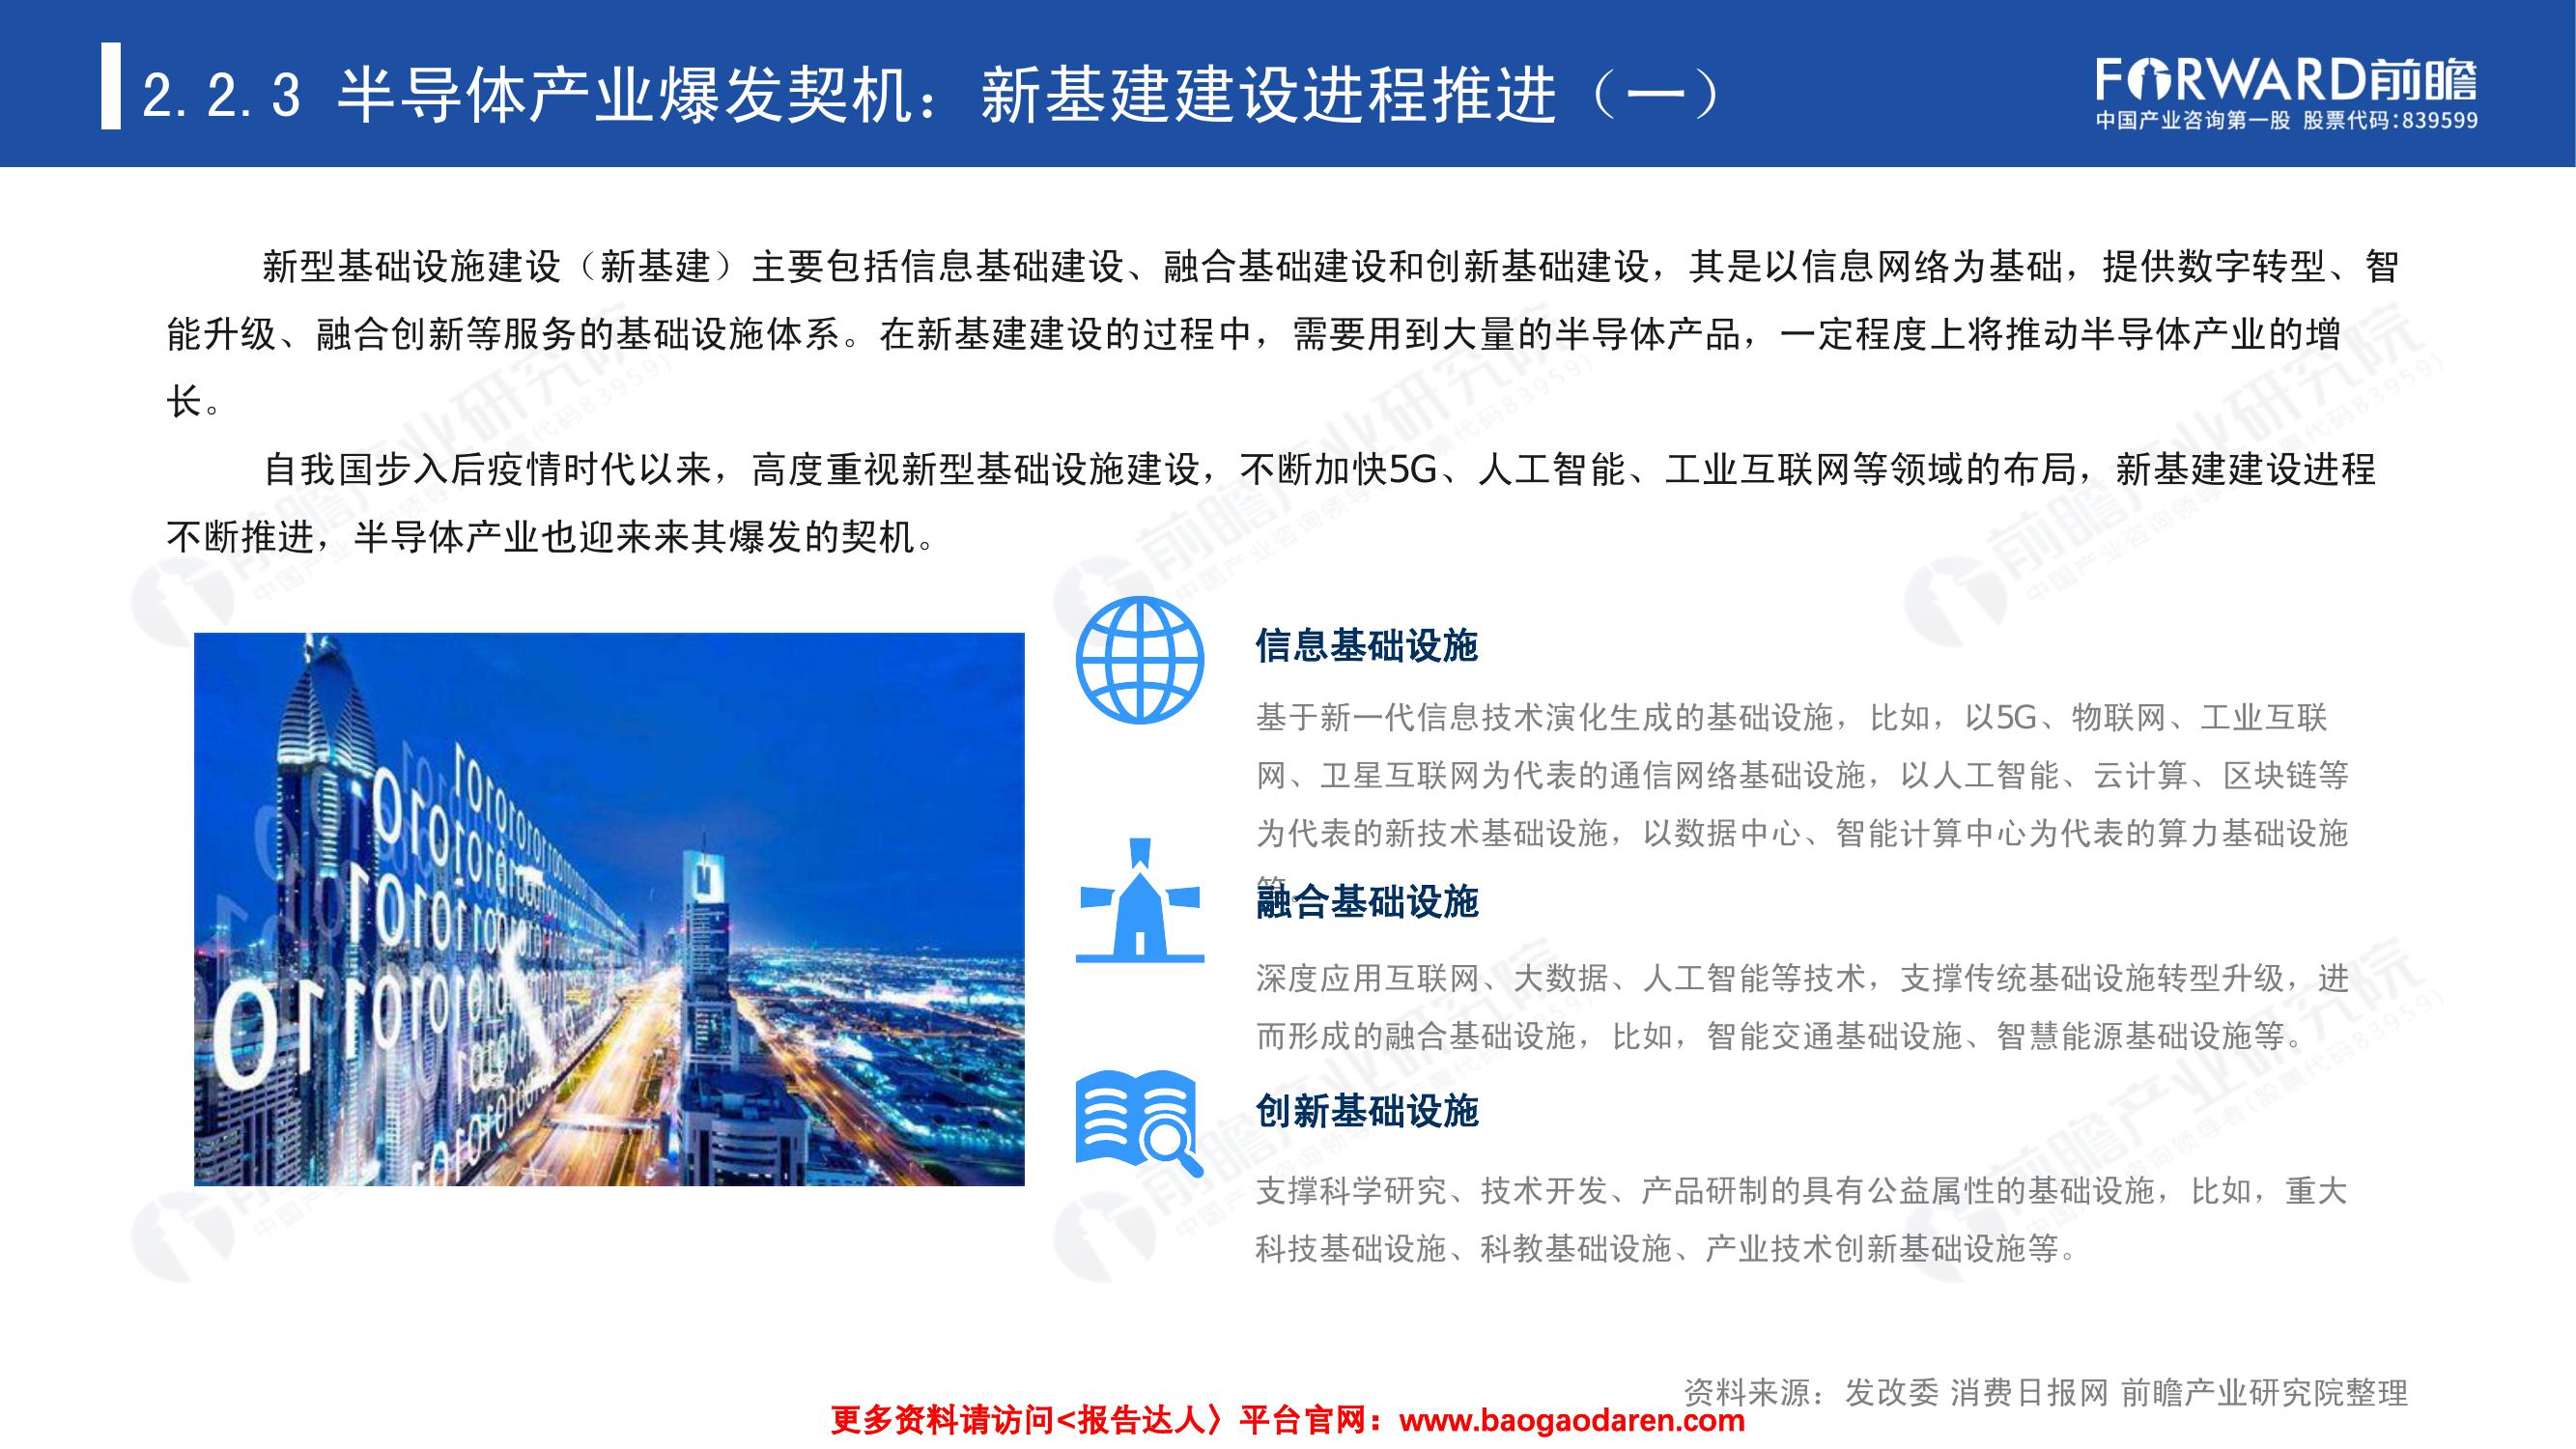 2.2.3 半导体产业爆发契机：新基建建设进程推进（一）
FORWARD前瞻
中国产业咨询第一股 股票代码:839599
新型基础设施建设（新基建）主要包括信息基础建设、融合基础建设和创新基础建设，其是以信息网络为基础，提供数字转型、智
能升级、融合创新等服务的基础设施体系。在新基建建设的过程中，需要用到大量的半导体产品，一定程度上将推动半导体产业的增
长。
自我国步入后疫情时代以来，高度重视新型基础设施建设，不断加快5G、人工智能、工业互联网等领域的布局，新基建建设进程
不断推进，半导体产业也迎来来其爆发的契机。
信息基础设施
基于新一代信息技术演化生成的基础设施，比如，以5G、物联网、工业互联
网、卫星互联网为代表的通信网络基础设施，以人工智能、云计算、区块链等
为代表的新技术基础设施，以数据中心、智能计算中心为代表的算力基础设施
等
融合基础设施
深度应用互联网、大数据、人工智能等技术，支撑传统基础设施转型升级，进
而形成的融合基础设施，比如，智能交通基础设施、智慧能源基础设施等。
创新基础设施
支撑科学研究、技术开发、产品研制的具有公益属性的基础设施，比如，重大
科技基础设施、科教基础设施、产业技术创新基础设施等。
资料来源：发改委 消费日报网 前瞻产业研究院整理
更多资料请访问<报告达人〉平台官网：www.baogaodaren.com